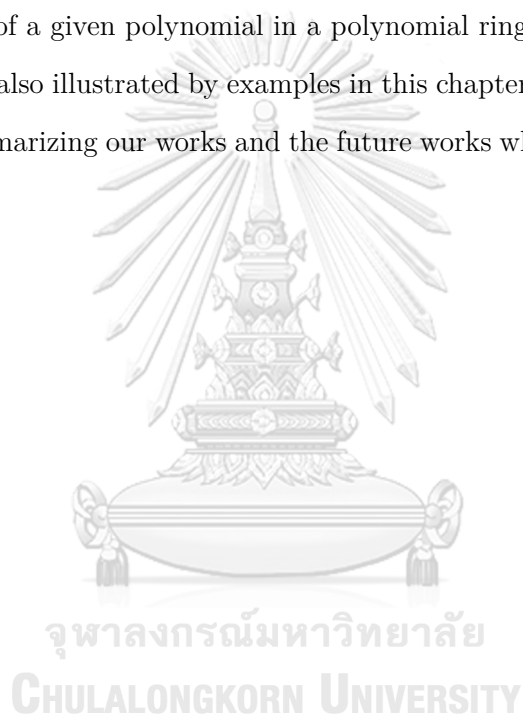 of a given polynomial in a polynomial ring
also illustrated by examples in this chapter
marizing our works and the future works w
จุฬาลงกรณ์มหาวิทยาลัย
CHULALONGKORN UNIVERSITY